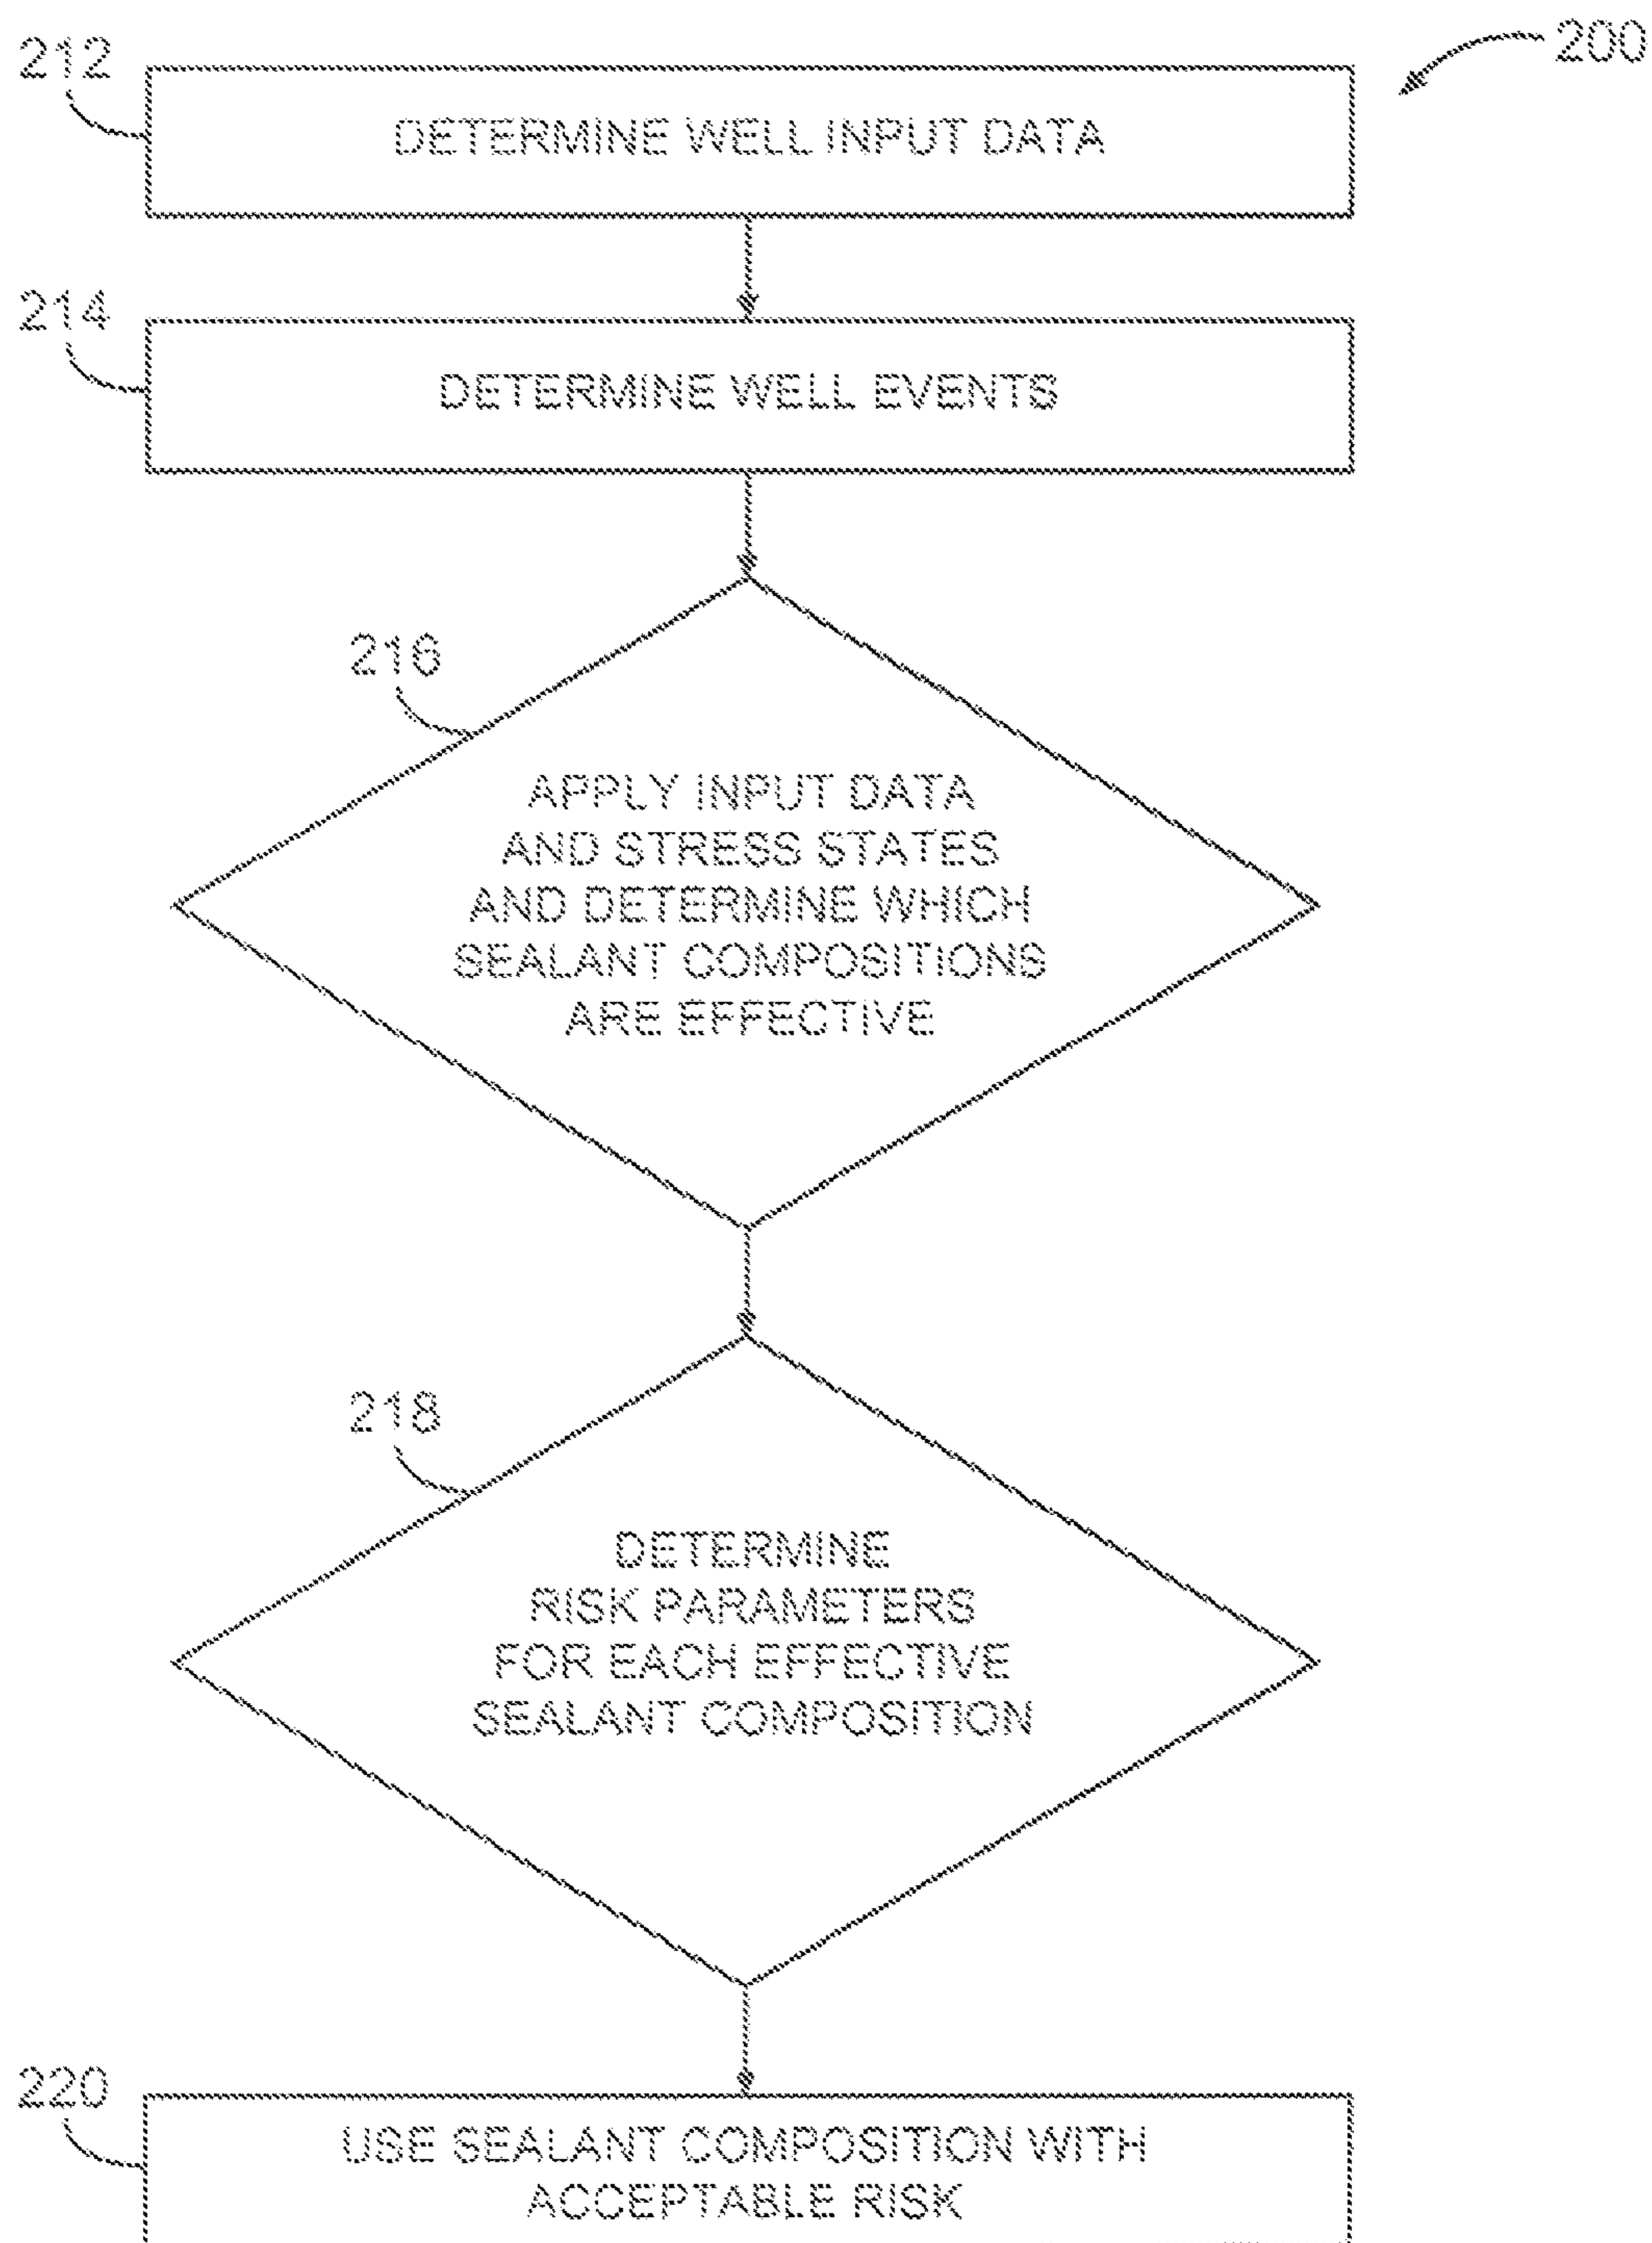 212
200
DETERMINE WELL INPUT DATA
214
DETERMINE WELL EVENTS
216
APPLY INPUT DATA
AND STRESS STATES
AND DETERMINE WHICH
SEALANT COMPOSITIONS
ARE EFFECTIVE
218
DETERMINE
RISK PARAMETERS
FOR EACH EFFECTIVE
SEALANT COMPOSITION
220
USE SEALANT COMPOSITION WITH
ACCEPTABLE RISK